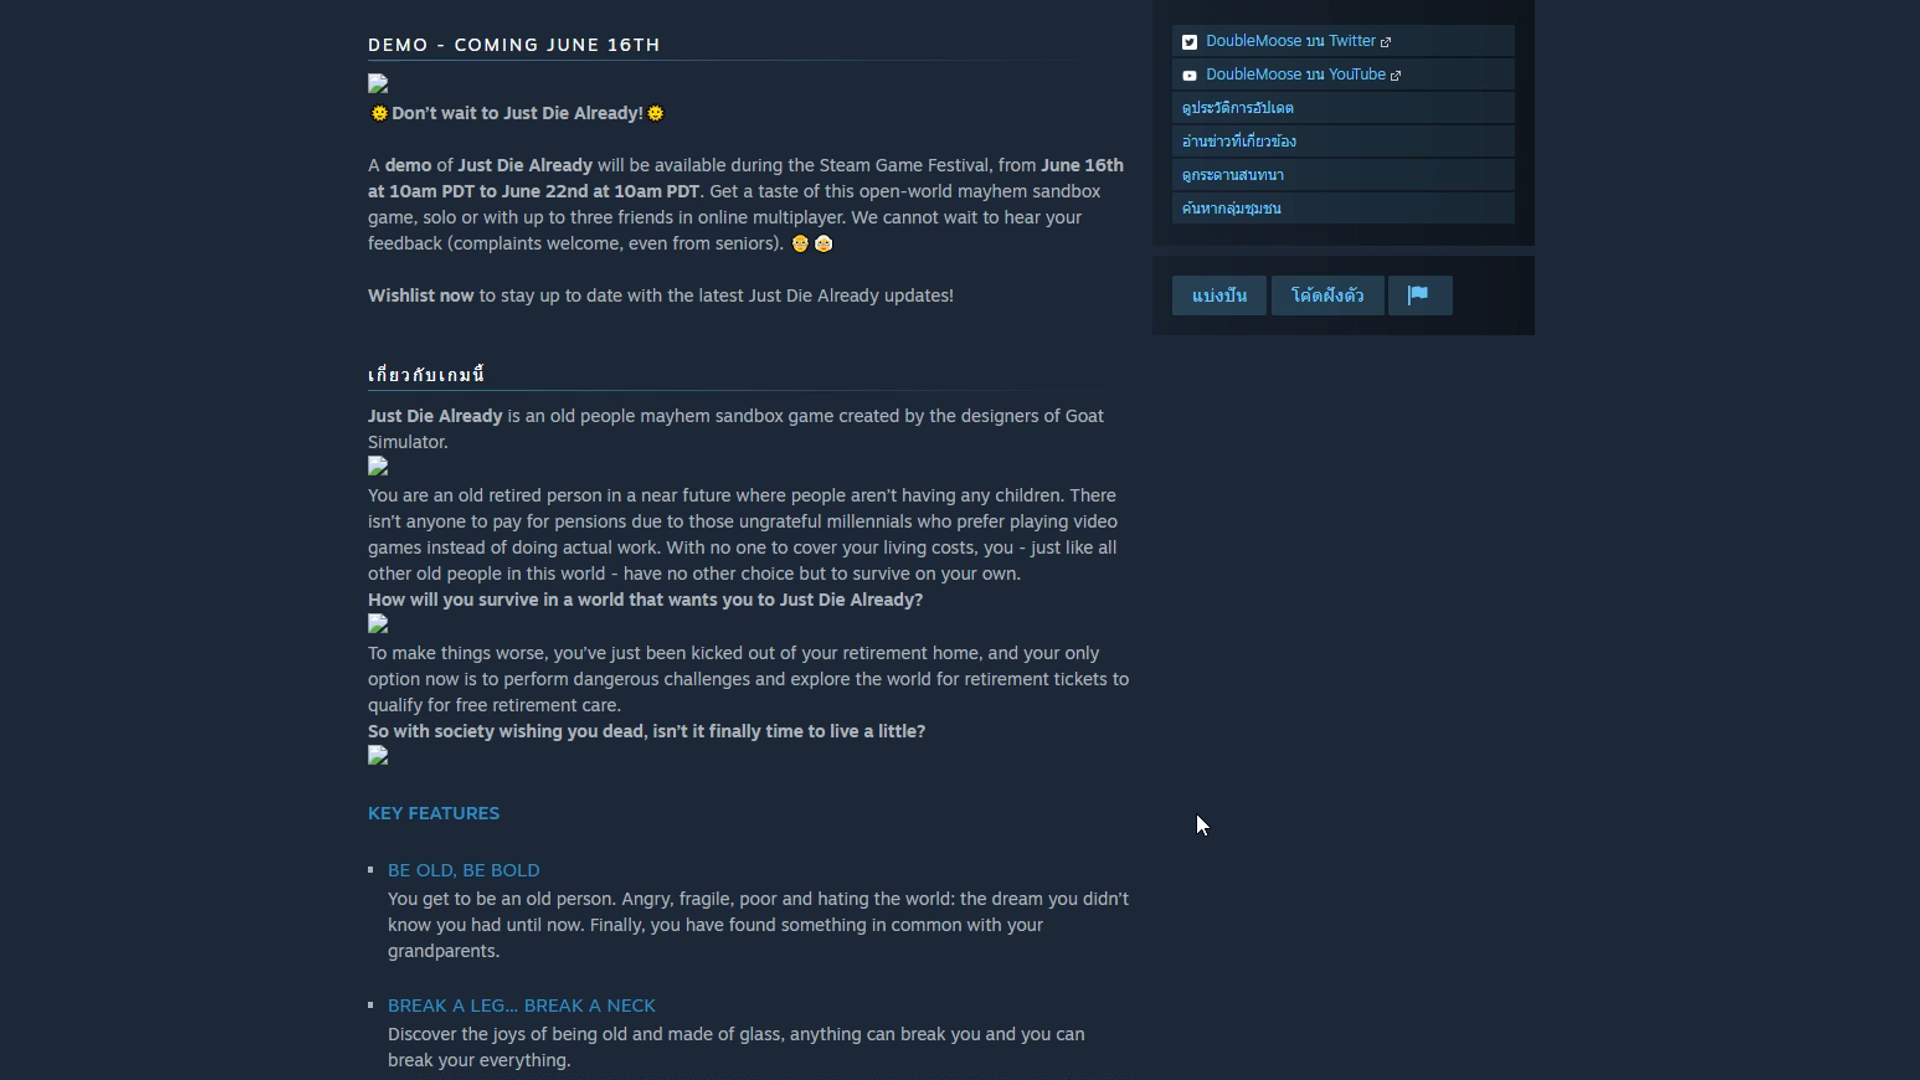 DEMO - COMING JUNE 16TH
Don't wait to Just Die Already!
A demo of Just Die Already will be available during the Steam Game Festival, from June 16th
at 10am PDT to June 22nd at 10am PDT. Get a taste of this open-world mayhem sandbox
game, solo or with up to three friends in online multiplayer. We cannot wait to hear your
feedback (complaints welcome, even from seniors).
Wishlist now to stay up to date with the latest Just Die Already updates!
เกี่ยวกับเกมนี้
Just Die Already is an old people mayhem sandbox game created by the designers of Goat
Simulator.
You are an old retired person in a near future where people aren't having any children. There
isn't anyone to pay for pensions due to those ungrateful millennials who prefer playing video
games instead of doing actual work. With no one to cover your living costs, you - just like all
other old people in this world - have no other choice but to survive on your own.
How will you survive in a world that wants you to Just Die Already?
To make things worse, you've just been kicked out of your retirement home, and your only
option now is to perform dangerous challenges and explore the world for retirement tickets to
qualify for free retirement care.
So with society wishing you dead, isn't it finally time to live a little?
KEY FEATURES
BE OLD, BE BOLD
You get to be an old person. Angry, fragile, poor and hating the world: the dream you didn't
know you had until now. Finally, you have found something in common with your
grandparents.
BREAK A LEG... BREAK A NECK
Discover the joys of being old and made of glass, anything can break you and you can
break your everything.
DoubleMoose บน Twitter
DoubleMoose บน YouTube
ดูประวัติการอัปเดต
อ่านข่าวที่เกี่ยวข้อง
ดูกระดานสนทนา
ค้นหากลุ่มชุมชน
แบ่งปัน
โค้ดฝังตัว